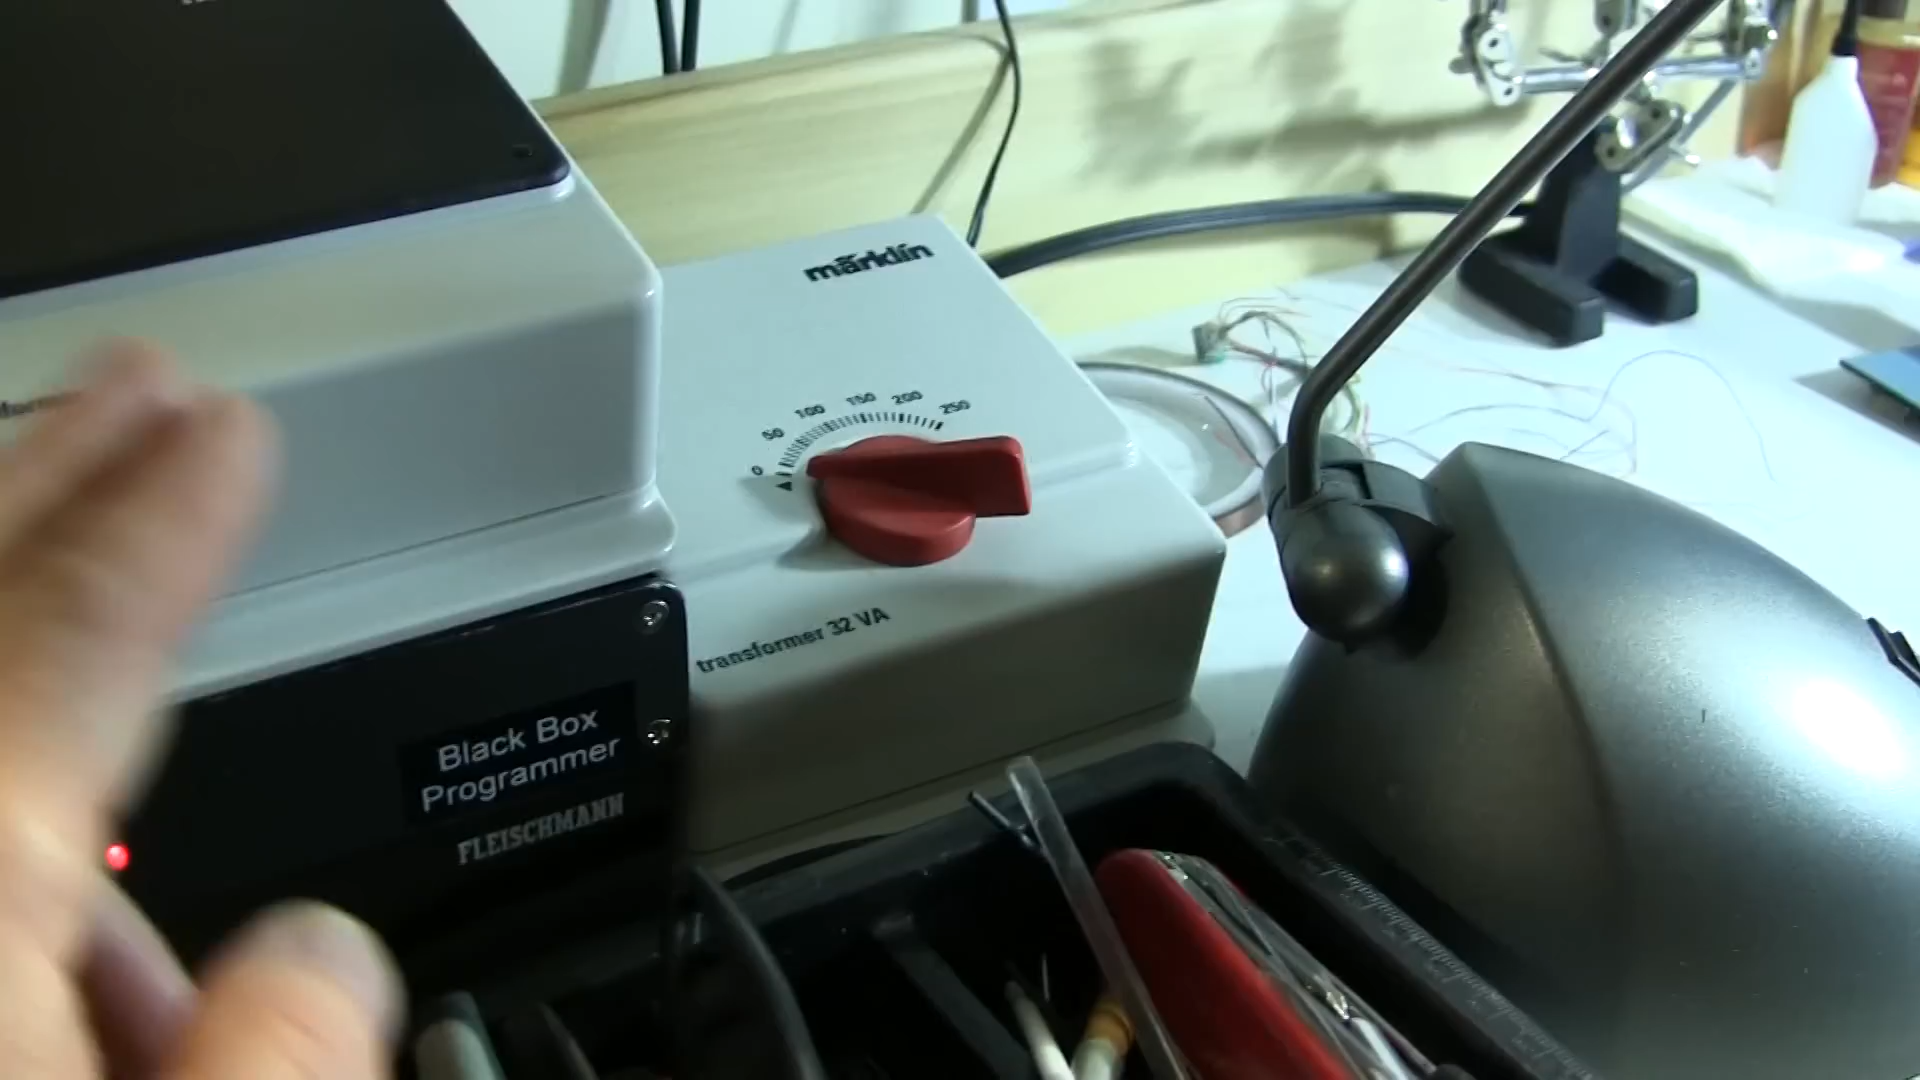 märklin
0 50 100 150 200 250
transformer 32 VA
Black Box
Programmer
FLEISCHMANN